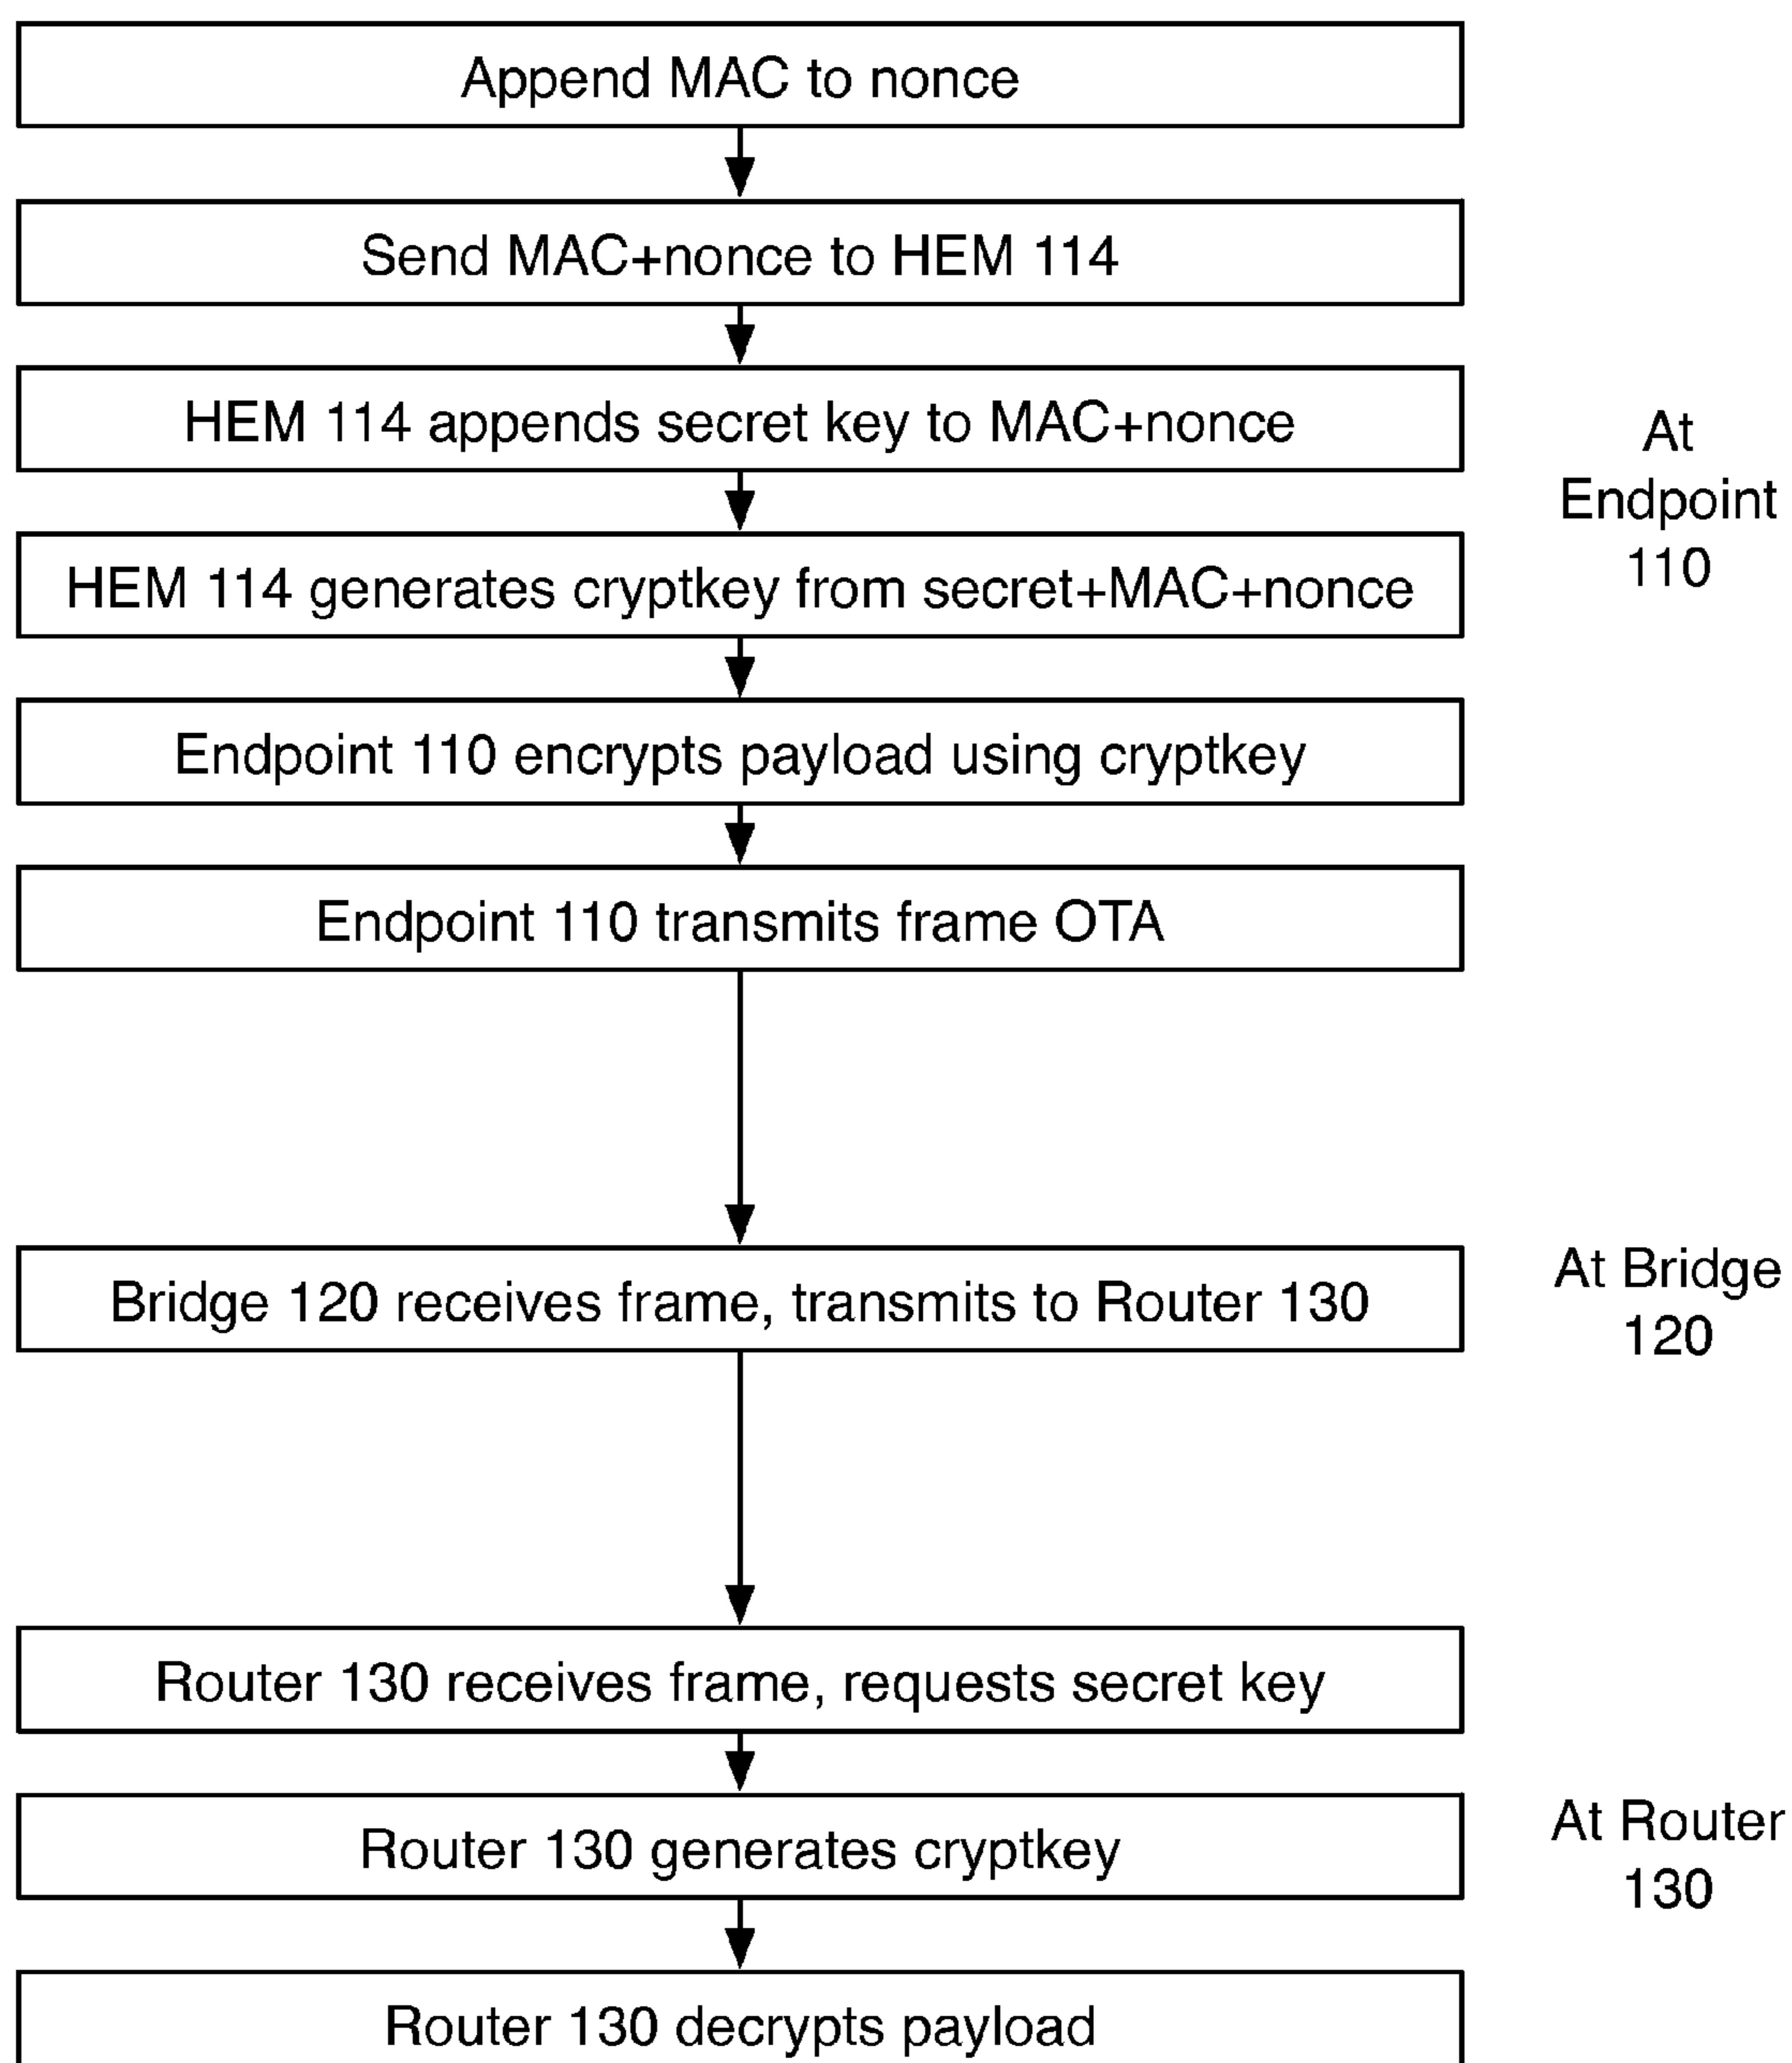 Append MAC to nonce
Send MAC+nonce to HEM 114
HEM 114 appends secret key to MAC+nonce
HEM 114 generates cryptkey from secret+MAC+nonce
Endpoint 110 encrypts payload using cryptkey
Endpoint 110 transmits frame OTA
At
Endpoint
110
Bridge 120 receives frame, transmits to Router 130
At Bridge
120
Router 130 receives frame, requests secret key
Router 130 generates cryptkey
Router 130 decrypts payload
At Router
130